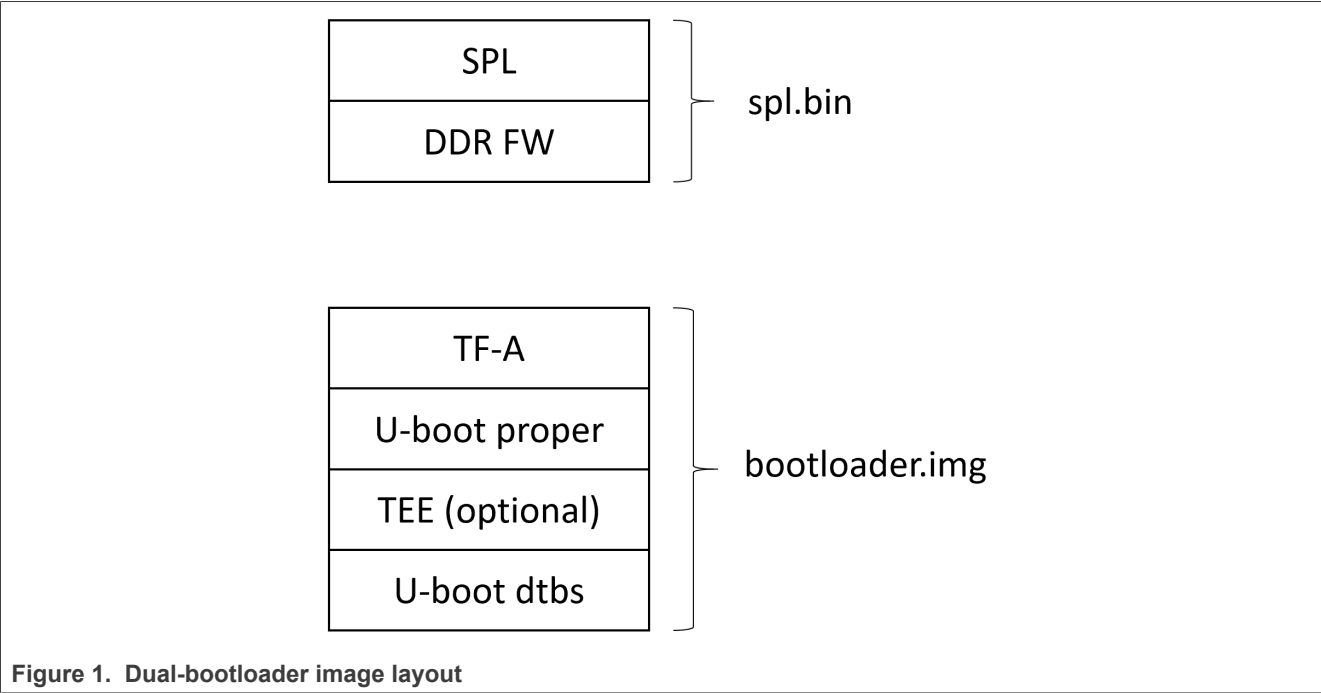 SPL
DDR FW
spl.bin
TF-A
U-boot proper
TEE (optional)
U-boot dtbs
bootloader.img
Figure 1. Dual-bootloader image layout